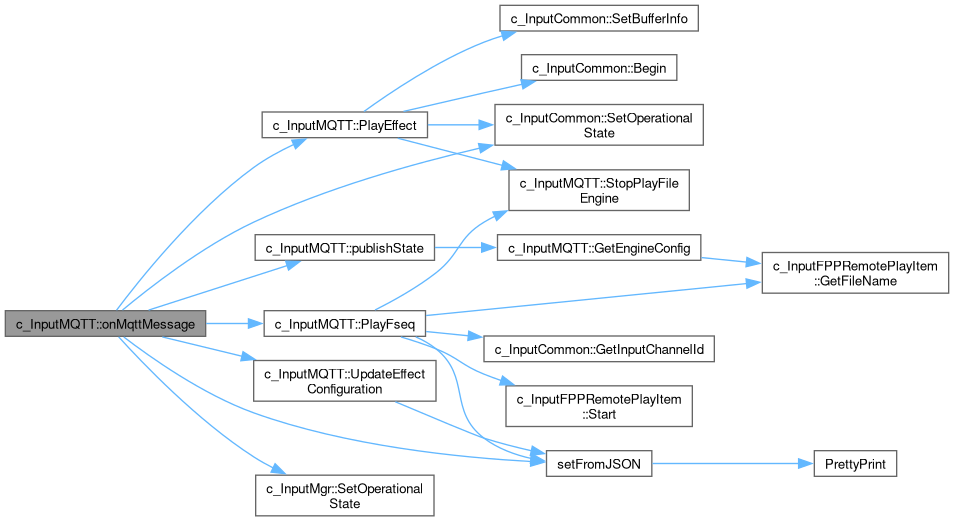 c_InputCommon::SetBufferInfo
c_InputCommon::Begin
c_InputMQTT::PlayEffect
c_InputCommon::SetOperational
State
c_InputMQTT::StopPlayFile
Engine
c_InputMQTT::publishState
c_InputMQTT::GetEngineConfig
c_InputFPPRemotePlayItem
::GetFileName
c_InputMQTT::onMqttMessage
c_InputMQTT::PlayFseq
c_InputCommon::GetInputChannelId
c_InputMQTT::UpdateEffect
Configuration
c_InputFPPRemotePlayItem
::Start
setFromJSON
PrettyPrint
c_InputMgr::SetOperational
State